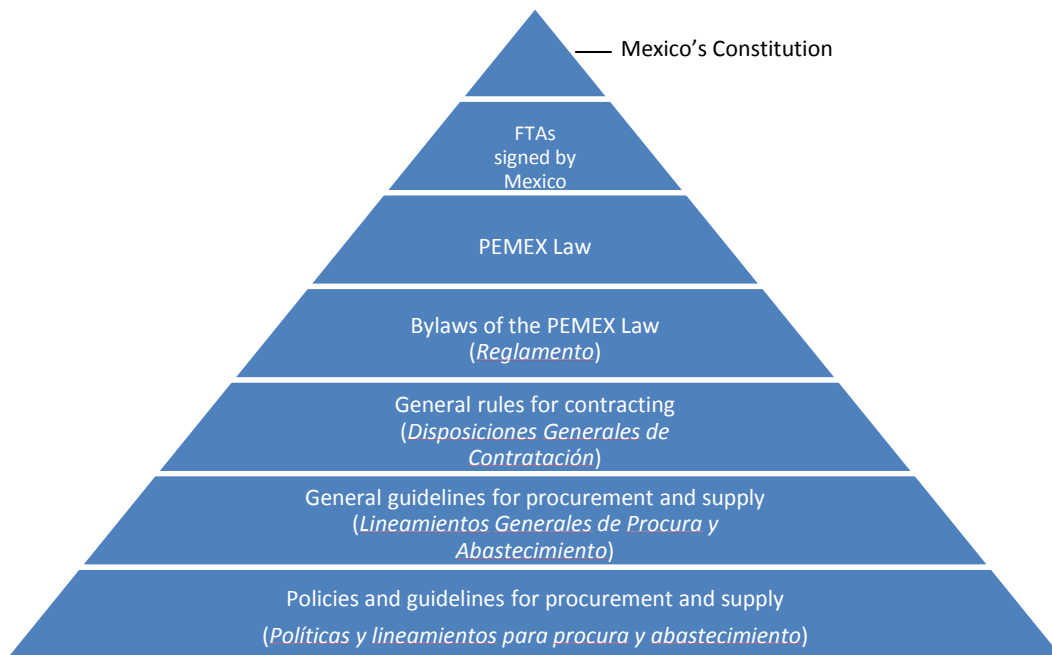 Mexico’s Constitution
FTAs
signed by
Mexico
PEMEX Law
Bylaws of the PEMEX Law
(Reglamento)
General rules for contracting
(Disposiciones Generales de
Contratación)
General guidelines for procurement and supply
(Lineamientos Generales de Procura y
Abastecimiento)
Policies and guidelines for procurement and supply
(Políticas y lineamientos para procura y abastecimiento)